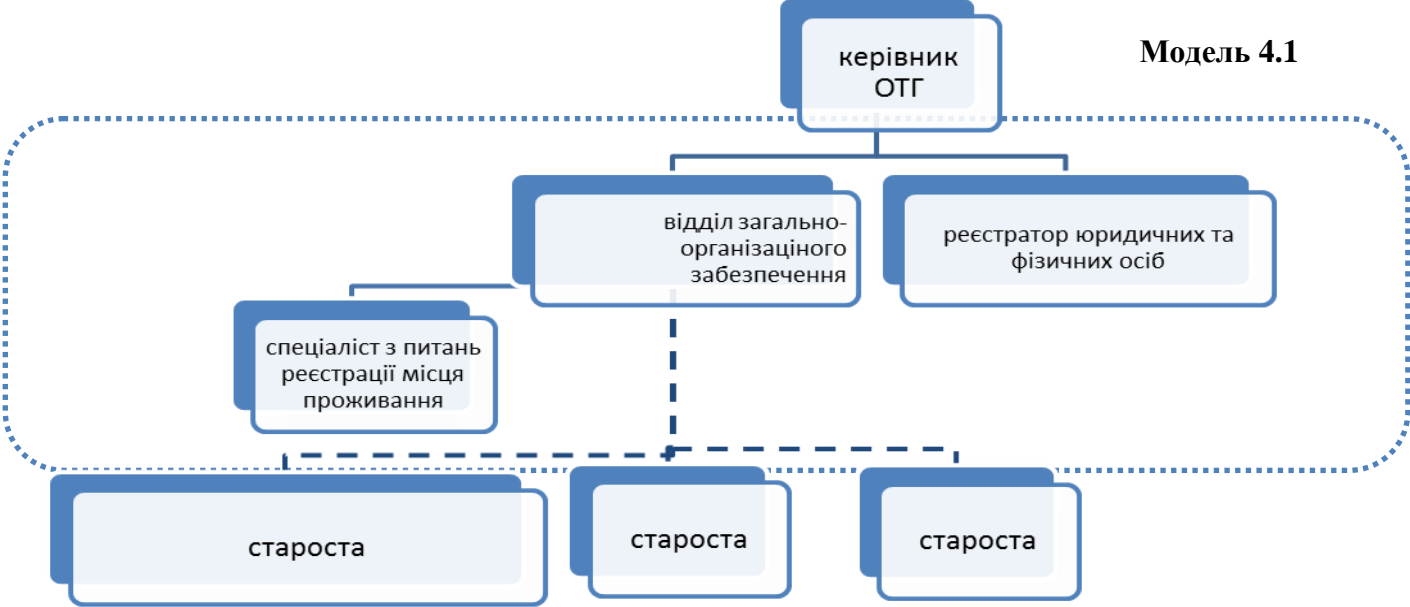 керівник
ОТГ
Модель 4.1
відділ загально-
організаціного
забезпечення
реєстратор юридичних та
фізичних осіб
спеціаліст з питань
реєстрації місця
проживання
староста
староста
староста